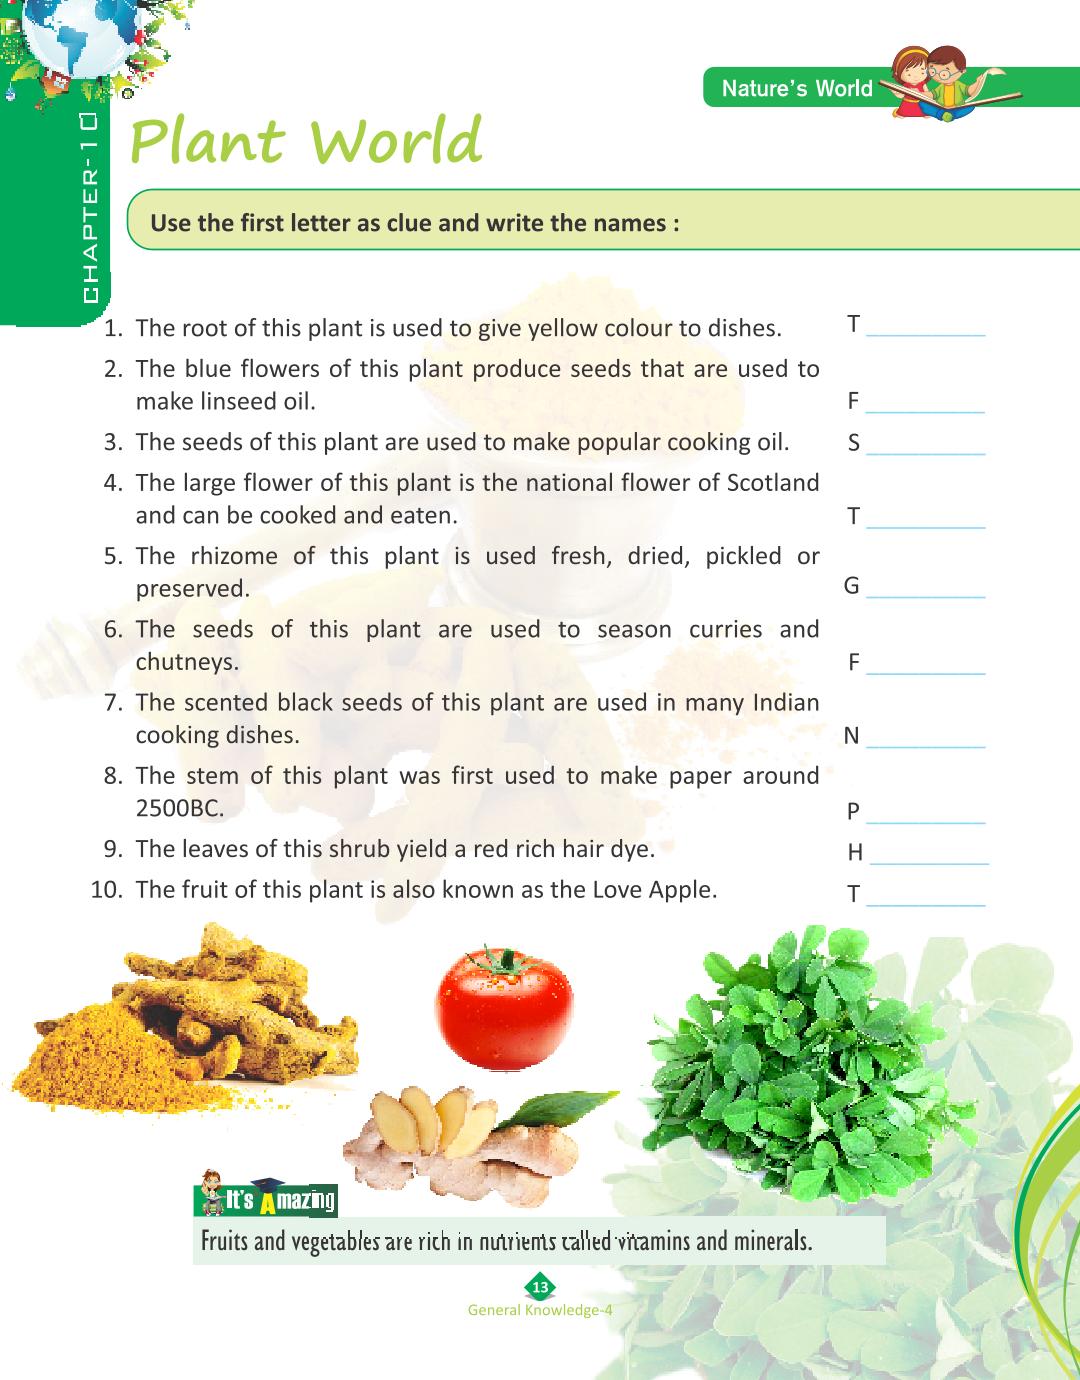 Nature's World
CHAPTER-10
Plant World
Use the first letter as clue and write the names :
1. The root of this plant is used to give yellow colour to dishes. T __________
2. The blue flowers of this plant produce seeds that are used to
make linseed oil. F __________
3. The seeds of this plant are used to make popular cooking oil. S __________
4. The large flower of this plant is the national flower of Scotland
and can be cooked and eaten. T __________
5. The rhizome of this plant is used fresh, dried, pickled or
preserved. G __________
6. The seeds of this plant are used to season curries and
chutneys. F __________
7. The scented black seeds of this plant are used in many Indian
cooking dishes. N __________
8. The stem of this plant was first used to make paper around
2500BC. P __________
9. The leaves of this shrub yield a red rich hair dye. H __________
10. The fruit of this plant is also known as the Love Apple. T __________
It's Amazing
Fruits and vegetables are rich in nutrients called vitamins and minerals.
13
General Knowledge-4